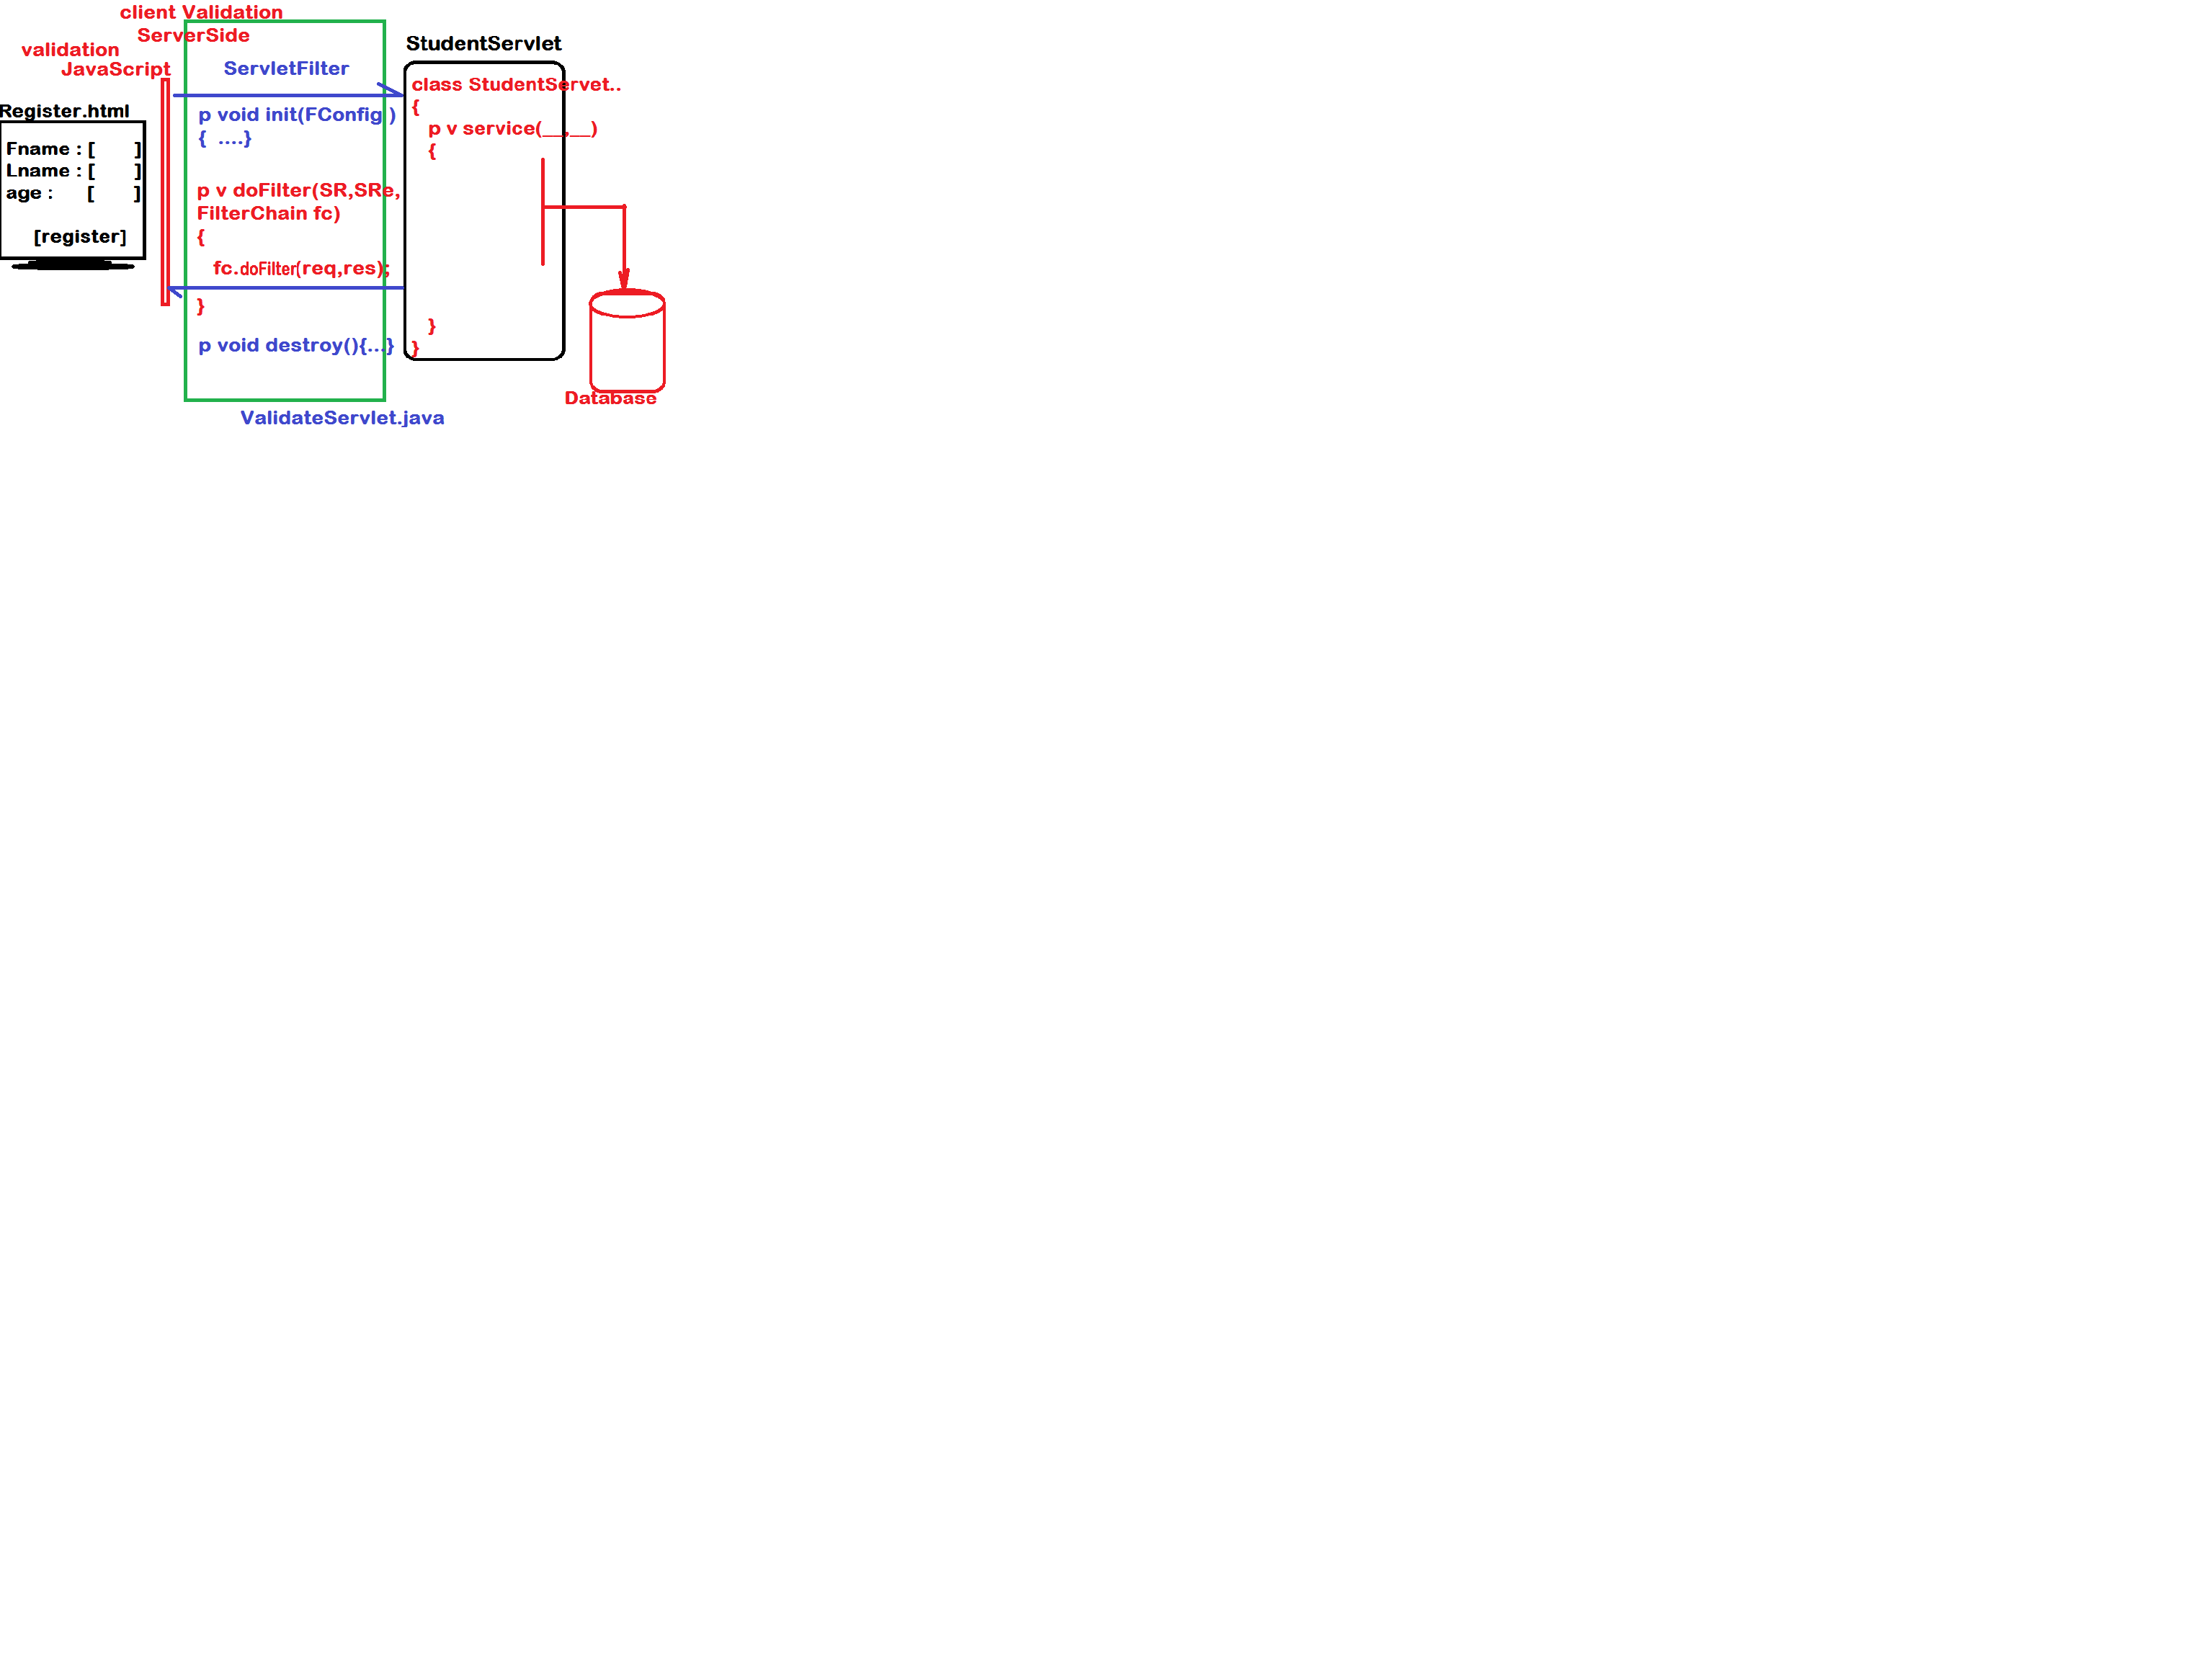 client Validation
ServerSide
validation
JavaScript
Register.html
Fname : [ ]
Lname : [ ]
age : [ ]
[register]
ServletFilter
p void init(FConfig )
{ ....}
p v doFilter(SR,SRe,
FilterChain fc)
{
fc.doFilter(req,res);
}
p void destroy(){...}
ValidateServlet.java
StudentServlet
class StudentServet..
{
p v service(__,__)
{
}
}
Database